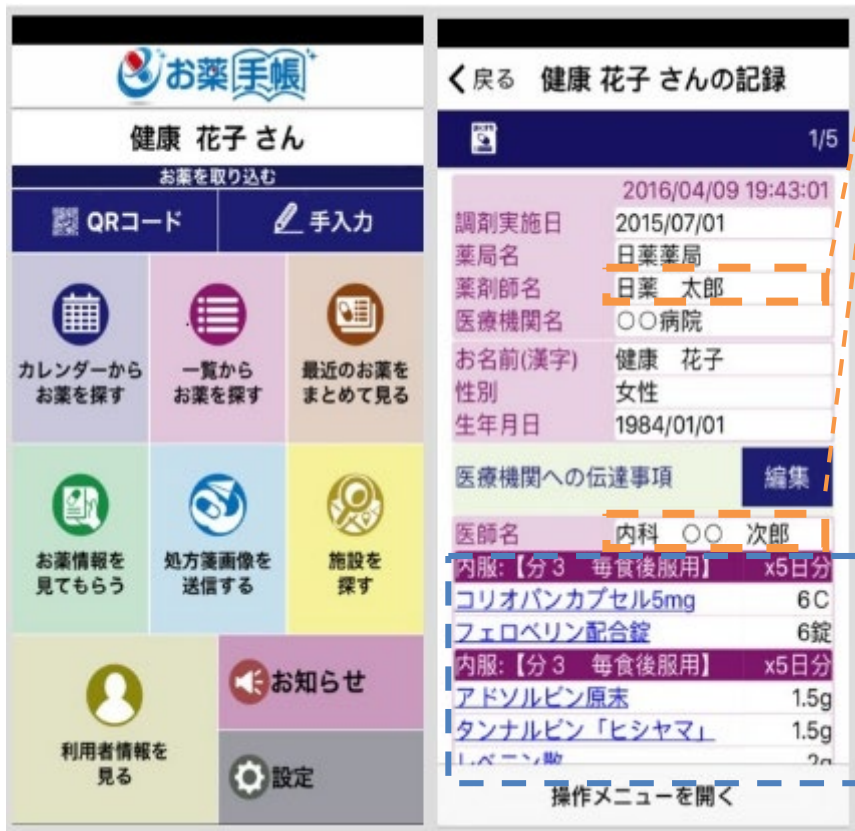 お薬手帳
健康 花子 さん
お薬を取り込む
QRコード
手入力
カレンダーから
お薬を探す
一覧から
お薬を探す
最近のお薬を
まとめて見る
お薬情報を
見てもらう
処方箋画像を
送信する
施設を
探す
利用者情報を
見る
お知らせ
設定
戻る 健康 花子 さんの記録
1/5
2016/04/09 19:43:01
調剤実施日 2015/07/01
薬局名 日薬薬局
薬剤師名 日薬 太郎
医療機関名 〇〇病院
お名前(漢字) 健康 花子
性別 女性
生年月日 1984/01/01
医療機関への伝達事項 編集
医師名 内科 〇〇 次郎
内服:【分3 毎食後服用】 x5日分
コリオパンカプセル5mg 6C
フェロベリン配合錠 6錠
内服:【分3 毎食後服用】 x5日分
アドソルビン原末 1.5g
タンナルビン「ヒシヤマ」 1.5g
操作メニューを開く